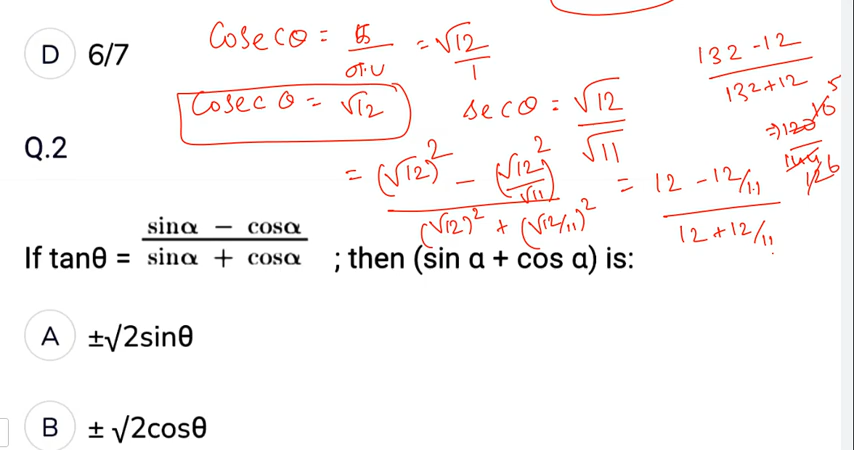 D 6/7
Cosec θ = = √12/1
Cosec θ = √12
sec θ = √12/√11
132 - 12 / 132 + 12
= (√12)² - (√12/√11)² / (√12)² + (√12/11)² = 12 - 12/11 / 12 + 12/11
Q.2
If tanθ = sinα - cosα / sinα + cosα ; then (sin α + cos α) is:
A ±√2sinθ
B ± √2cosθ